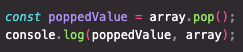 const poppedValue = array.pop();
console.log(poppedValue, array);